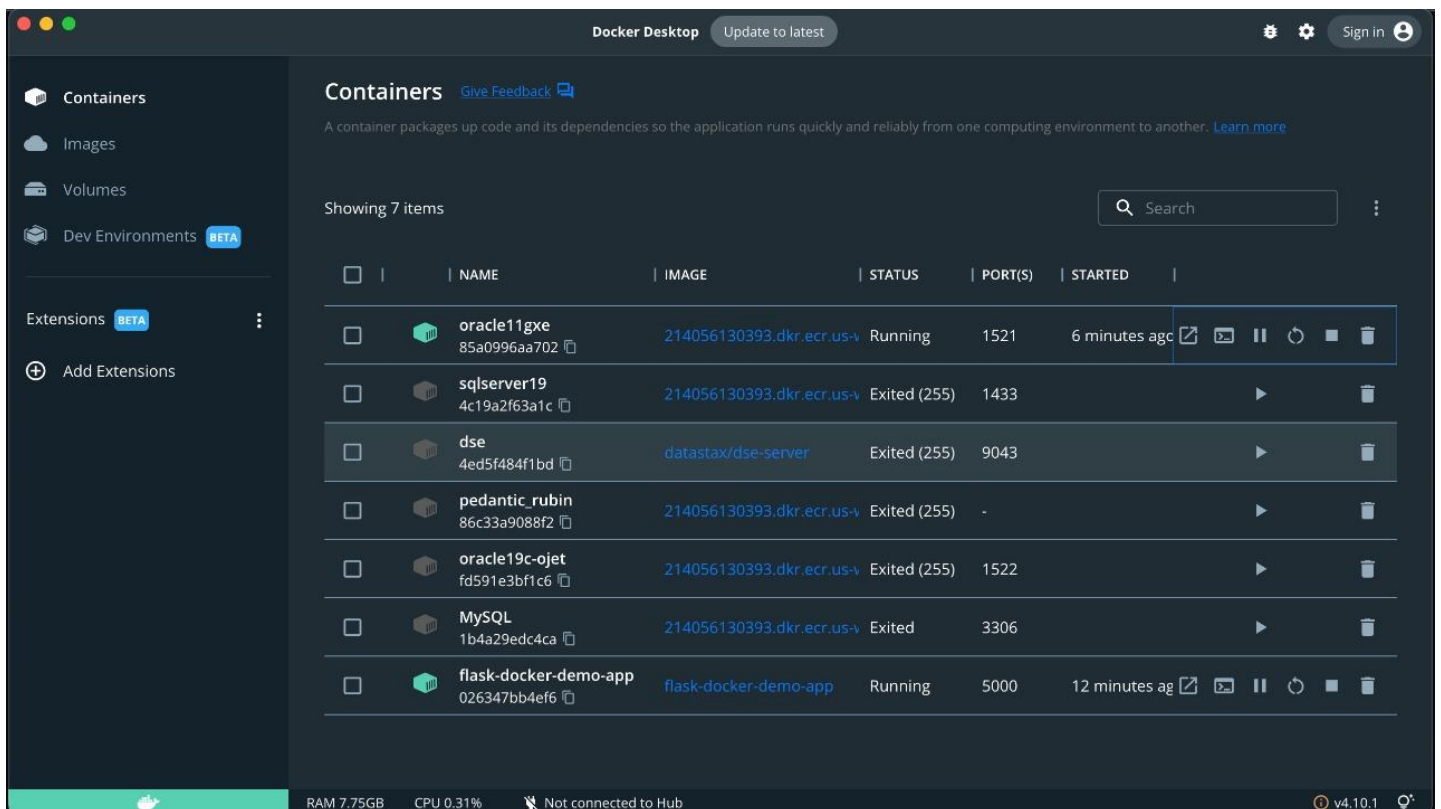 Docker Desktop Update to latest Sign in
Containers
Images
Volumes
Dev Environments BETA
Extensions BETA
Add Extensions
Containers Give Feedback
A container packages up code and its dependencies so the application runs quickly and reliably from one computing environment to another. Learn more
Showing 7 items Search
NAME IMAGE STATUS PORT(S) STARTED
oracle11gxe 214056130393.dkr.ecr.us- Running 1521 6 minutes ago
85a0996aa702
sqlserver19 214056130393.dkr.ecr.us- Exited (255) 1433
4c19a2f63a1c
dse datastax/dse-server Exited (255) 9043
4ed5f484f1bd
pedantic_rubin 214056130393.dkr.ecr.us- Exited (255) -
86c33a9088f2
oracle19c-ojet 214056130393.dkr.ecr.us- Exited (255) 1522
fd591e3bf1c6
MySQL 214056130393.dkr.ecr.us- Exited 3306
1b4a29edc4ca
flask-docker-demo-app flask-docker-demo-app Running 5000 12 minutes ag
026347bb4ef6
RAM 7.75GB CPU 0.31% Not connected to Hub v4.10.1